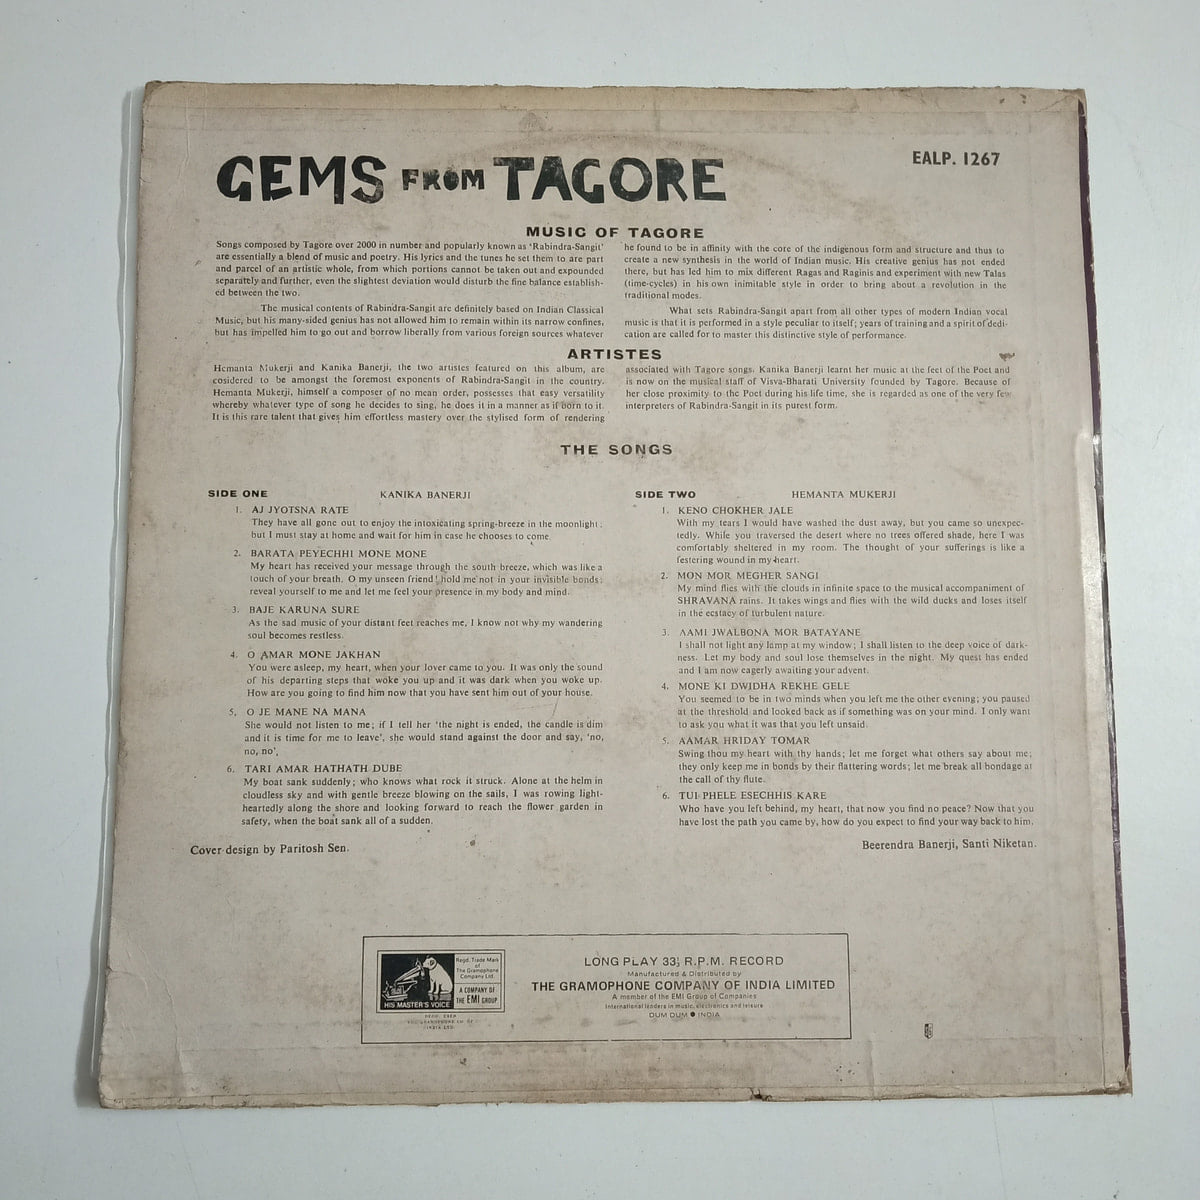 GEMS FROM TAGORE
EALP. 1267
MUSIC OF TAGORE
Songs composed by Tagore over 2000 in number and popularly known as 'Rabindra-Sangit'
are essentially a blend of music and poetry. His lyrics and the tunes he set them to are part
and parcel of an artistic whole, from which portions cannot be taken out and expounded
separately and further, even the slightest deviation would disturb the fine balance establish-
ed between the two.
The musical contents of Rabindra-Sangit are definitely based on Indian Classical
Music, but his many-sided genius has not allowed him to remain within its narrow confines,
but has impelled him to go out and borrow liberally from various foreign sources whatever
he found to be in affinity with the core of the indigenous form and structure and thus to
create a new synthesis in the world of Indian music. His creative genius has not ended
there, but has led him to mix different Ragas and Raginis and experiment with new Talas
(time-cycles) in his own inimitable style in order to bring about a revolution in the
traditional modes.
What sets Rabindra-Sangit apart from all other types of modern Indian vocal
music is that it is performed in a style peculiar to itself; years of training and a spirit of dedi-
cation are called for to master this distinctive style of performance.
ARTISTES
Hemanta Mukerji and Kanika Banerji, the two artistes featured on this album, are
cosidered to be amongst the foremost exponents of Rabindra-Sangit in the country.
Hemanta Mukerji, himself a composer of no mean order, possesses that easy versatility
whereby whatever type of song he decides to sing, he does it in a manner as if born to it.
It is this rare talent that gives him effortless mastery over the stylised form of rendering
associated with Tagore songs. Kanika Banerji learnt her music at the feet of the Poet and
is now on the musical staff of Visva-Bharati University founded by Tagore. Because of
her close proximity to the Poet during his life time, she is regarded as one of the very few
interpreters of Rabindra-Sangit in its purest form.
THE SONGS
SIDE ONE KANIKA BANERJI
1. AJ JYOTSNA RATE
They have all gone out to enjoy the intoxicating spring-breeze in the moonlight;
but I must stay at home and wait for him in case he chooses to come.
2. BARATA PEYECHHI MONE MONE
My heart has received your message through the south breeze, which was like a
touch of your breath. O my unseen friend! hold me not in your invisible bonds;
reveal yourself to me and let me feel your presence in my body and mind.
3. BAJE KARUNA SURE
As the sad music of your distant feet reaches me, I know not why my wandering
soul becomes restless.
4. O AMAR MONE JAKHAN
You were asleep, my heart, when your lover came to you. It was only the sound
of his departing steps that woke you up and it was dark when you woke up.
How are you going to find him now that you have sent him out of your house.
5. O JE MANE NA MANA
She would not listen to me; if I tell her 'the night is ended, the candle is dim
and it is time for me to leave', she would stand against the door and say, 'no,
no, no'.
6. TARI AMAR HATHATH DUBE
My boat sank suddenly; who knows what rock it struck. Alone at the helm in
cloudless sky and with gentle breeze blowing on the sails, I was rowing light-
heartedly along the shore and looking forward to reach the flower garden in
safety, when the boat sank all of a sudden.
Cover design by Paritosh Sen.
SIDE TWO HEMANTA MUKERJI
1. KENO CHOKHER JALE
With my tears I would have washed the dust away, but you came so unexpec-
tedly. While you traversed the desert where no trees offered shade, here I was
comfortably sheltered in my room. The thought of your sufferings is like a
festering wound in my heart.
2. MON MOR MEGHER SANGI
My mind flies with the clouds in infinite space to the musical accompaniment of
SHRAVANA rains. It takes wings and flies with the wild ducks and loses itself
in the ecstacy of turbulent nature.
3. AAMI JWALBONA MOR BATAYANE
I shall not light any lamp at my window; I shall listen to the deep voice of dark-
ness. Let my body and soul lose themselves in the night. My quest has ended
and I am now eagerly awaiting your advent.
4. MONE KI DWIDHA REKHE GELE
You seemed to be in two minds when you left me the other evening; you paused
at the threshold and looked back as if something was on your mind. I only want
to ask you what it was that you left unsaid.
5. AAMAR HRIDAY TOMAR
Swing thou my heart with thy hands; let me forget what others say about me;
they only keep me in bonds by their flattering words; let me break all bondage at
the call of thy flute.
6. TUI PHELE ESECHHIS KARE
Who have you left behind, my heart, that now you find no peace? Now that you
have lost the path you came by, how do you expect to find your way back to him.
Beerendra Banerji, Santi Niketan.
HIS MASTER'S VOICE
Regd. Trade Mark
of
The Gramophone
Company Ltd.
A COMPANY OF
THE EMI GROUP
LONG PLAY 33⅓ R.P.M. RECORD
Manufactured & Distributed by
THE GRAMOPHONE COMPANY OF INDIA LIMITED
A member of the EMI Group of Companies
International leaders in music, electronics and leisure
DUM DUM ● INDIA